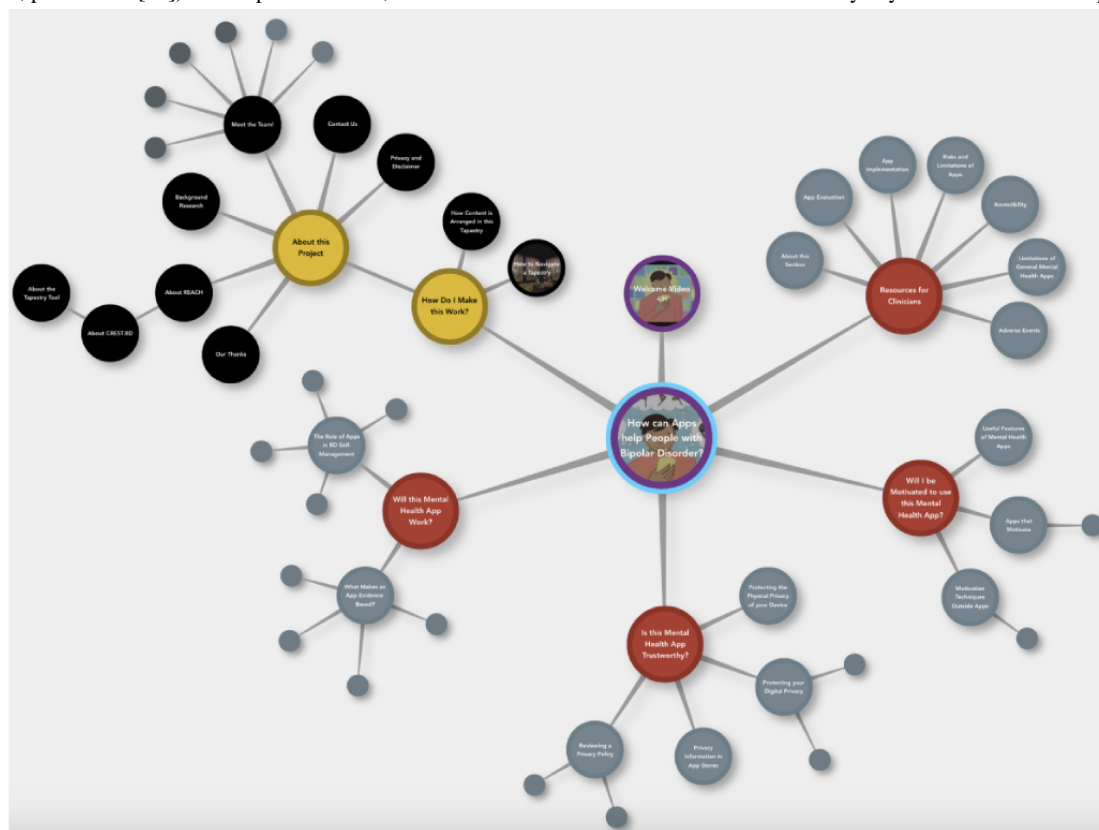 Meet the Team!
Contact Us
Privacy and
Disclaimer
Background
Research
How Content is
Arranged in this
Tapestry
About this
Project
How to Navigate
a Tapestry
About the
Tapestry Tool
About REACH
How Do I Make
this Work?
About CREST.BD
Our Thanks
Welcome Video
App
Implementation
Risks and
Limitations of
Apps
App Evaluation
Accessibility
About this
Section
Limitations of
General Mental
Health Apps
Resources for
Clinicians
Adverse Events
How can Apps
help People with
Bipolar Disorder?
The Role of Apps
in BD Self
Management
Will this Mental
Health App
Work?
What Makes an
App Evidence
Based?
Useful Features
of Mental Health
Apps
Will I be
Motivated to use
this Mental
Health App?
Apps that
Motivate
Motivation
Techniques
Outside Apps
Protecting the
Physical Privacy
of your Device
Is this Mental
Health App
Trustworthy?
Protecting your
Digital Privacy
Reviewing a
Privacy Policy
Privacy
Information in
App Stores